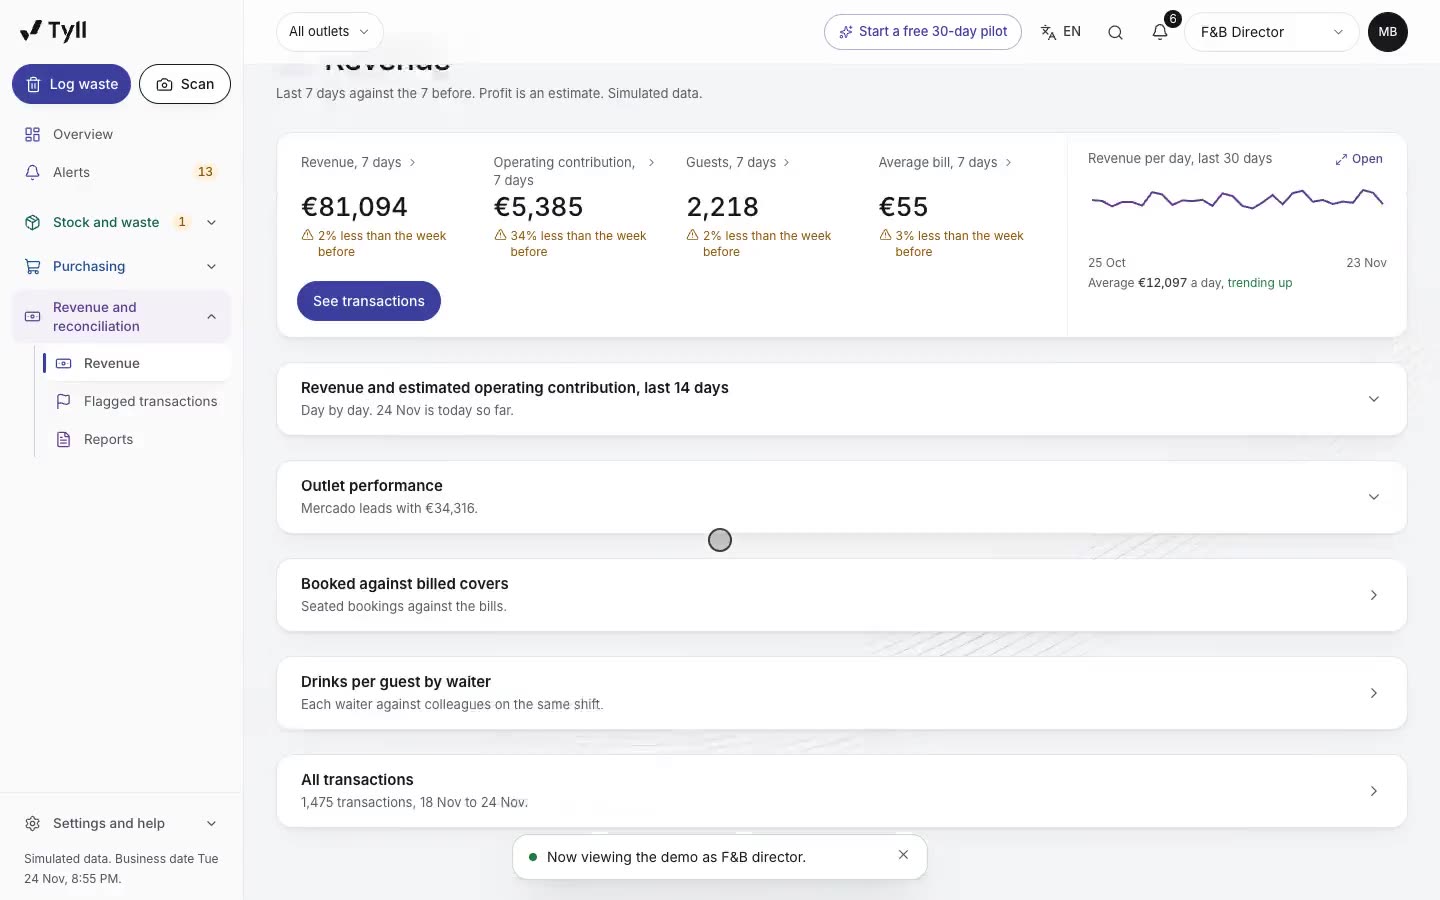 Tyll
All outlets
Start a free 30-day pilot
EN
6
F&B Director
MB
Log waste
Scan
Overview
Alerts
13
Stock and waste
1
Purchasing
Revenue and
reconciliation
Revenue
Flagged transactions
Reports
Settings and help
Simulated data. Business date Tue
24 Nov, 8:55 PM.
Revenue
Last 7 days against the 7 before. Profit is an estimate. Simulated data.
Revenue, 7 days
€81,094
2% less than the week
before
Operating contribution,
7 days
€5,385
34% less than the week
before
Guests, 7 days
2,218
2% less than the week
before
Average bill, 7 days
€55
3% less than the week
before
See transactions
Revenue per day, last 30 days
Open
25 Oct
23 Nov
Average €12,097 a day, trending up
Revenue and estimated operating contribution, last 14 days
Day by day. 24 Nov is today so far.
Outlet performance
Mercado leads with €34,316.
Booked against billed covers
Seated bookings against the bills.
Drinks per guest by waiter
Each waiter against colleagues on the same shift.
All transactions
1,475 transactions, 18 Nov to 24 Nov.
Now viewing the demo as F&B director.